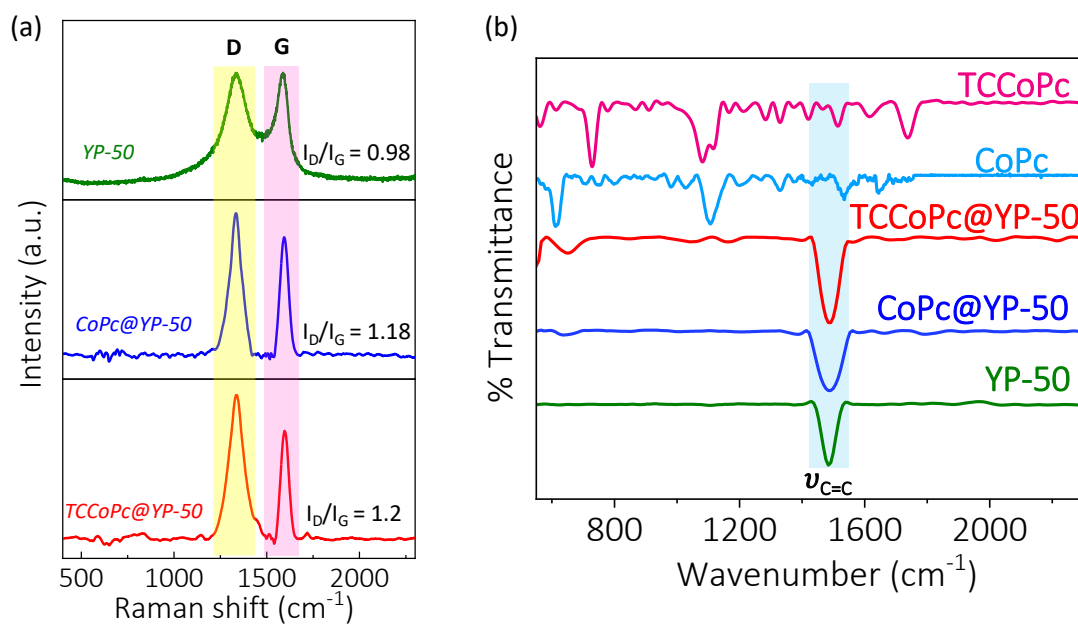 (a)
D G
YP-50
I_D/I_G = 0.98
CoPc@YP-50
I_D/I_G = 1.18
TCCoPc@YP-50
I_D/I_G = 1.2
Intensity (a.u.)
500 1000 1500 2000
Raman shift (cm⁻¹)
(b)
TCCoPc
CoPc
TCCoPc@YP-50
CoPc@YP-50
YP-50
υ_C=C
% Transmittance
800 1200 1600 2000
Wavenumber (cm⁻¹)